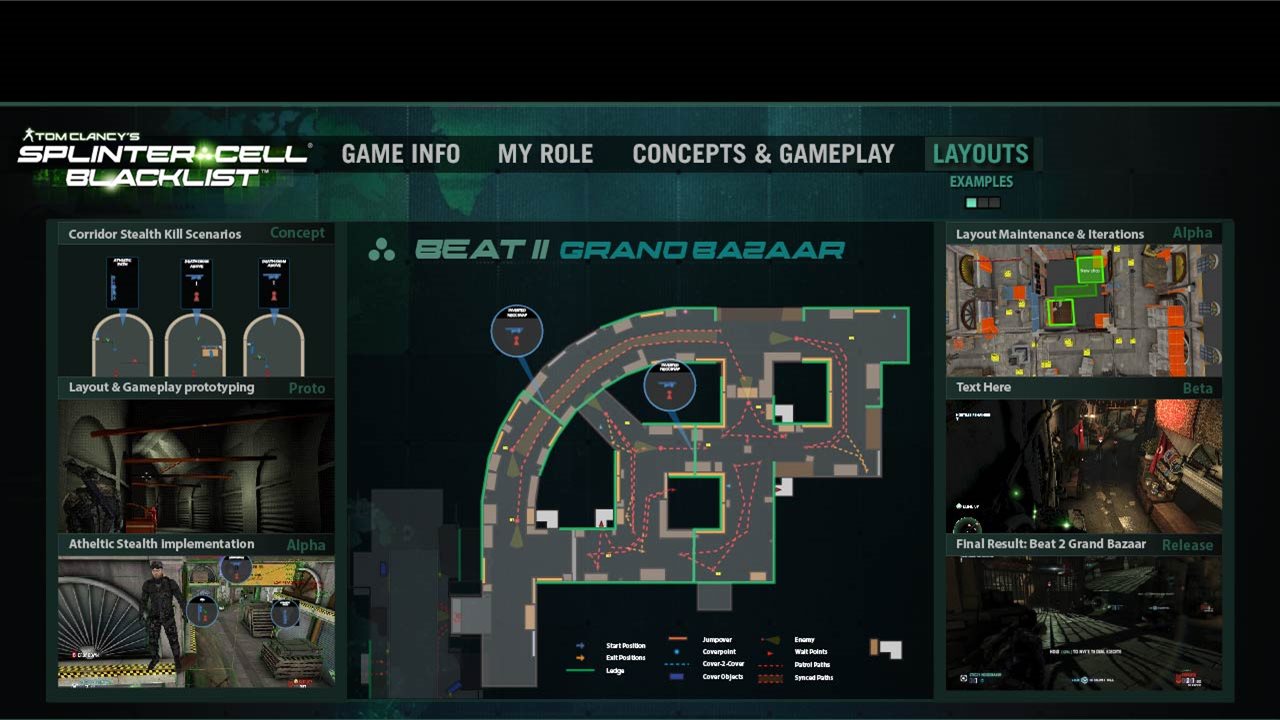 TOM CLANCY'S
SPLINTER CELL®
BLACKLIST™
GAME INFO
MY ROLE
CONCEPTS & GAMEPLAY
LAYOUTS
EXAMPLES
Corridor Stealth Kill Scenarios Concept
Layout & Gameplay prototyping Proto
Atheltic Stealth Implementation Alpha
BEAT II GRAND BAZAAR
Start Position
Exit Positions
Ledge
Jumpover
Coverpoint
Cover-2-Cover
Cover Objects
Enemy
Wait Points
Patrol Paths
Synced Paths
Layout Maintenance & Iterations Alpha
New shop
Text Here Beta
Final Result: Beat 2 Grand Bazaar Release